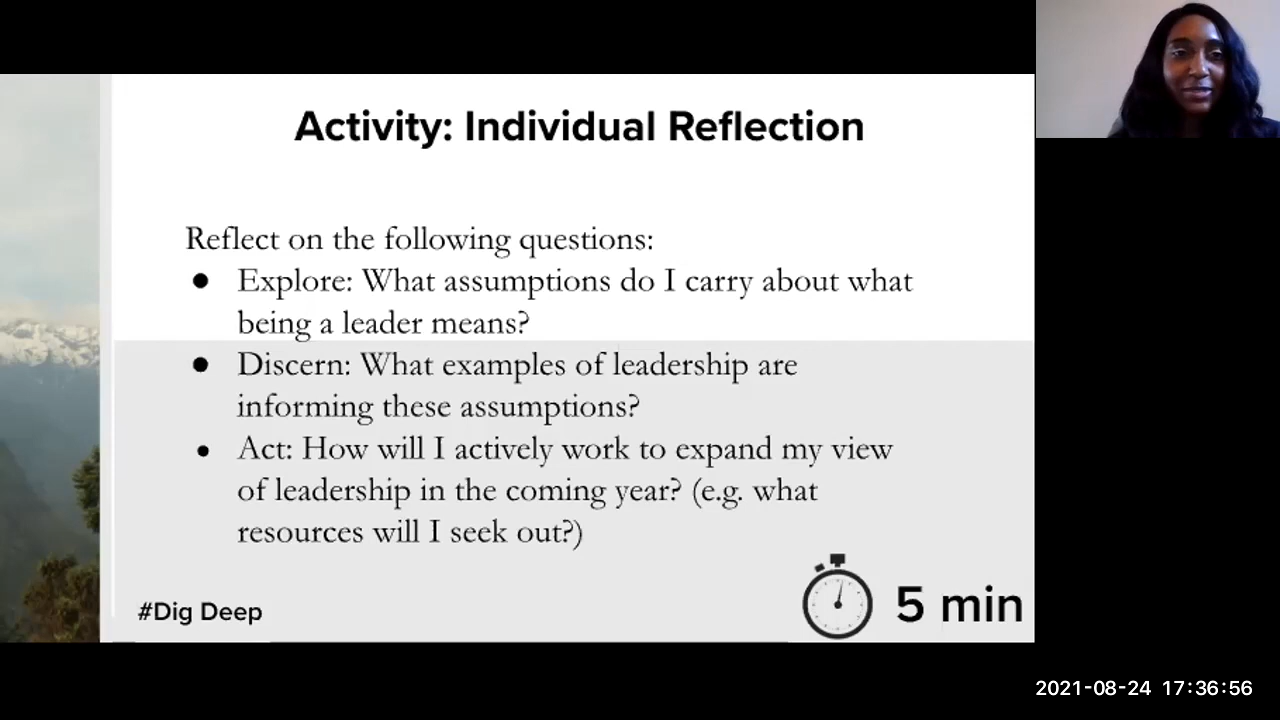 Activity: Individual Reflection
Reflect on the following questions:
● Explore: What assumptions do I carry about what
being a leader means?
● Discern: What examples of leadership are
informing these assumptions?
● Act: How will I actively work to expand my view
of leadership in the coming year? (e.g. what
resources will I seek out?)
#Dig Deep
5 min
2021-08-24 17:36:56